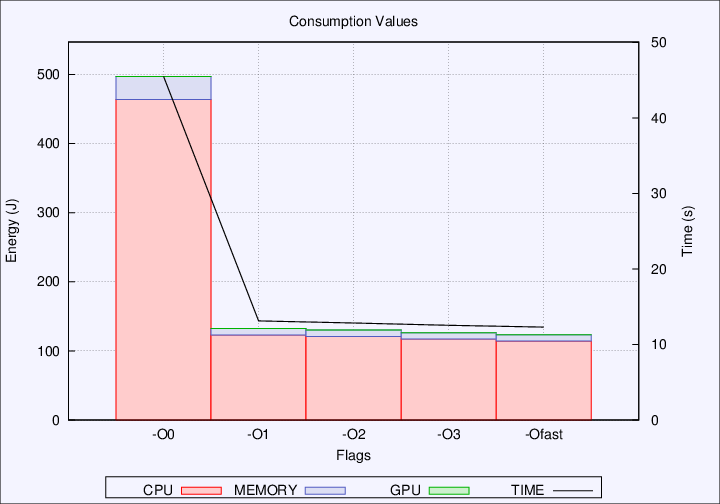 Consumption Values
500
400
300
200
100
0
50
40
30
20
10
0
Energy (J)
Time (s)
-O0 -O1 -O2 -O3 -Ofast
Flags
CPU MEMORY GPU TIME